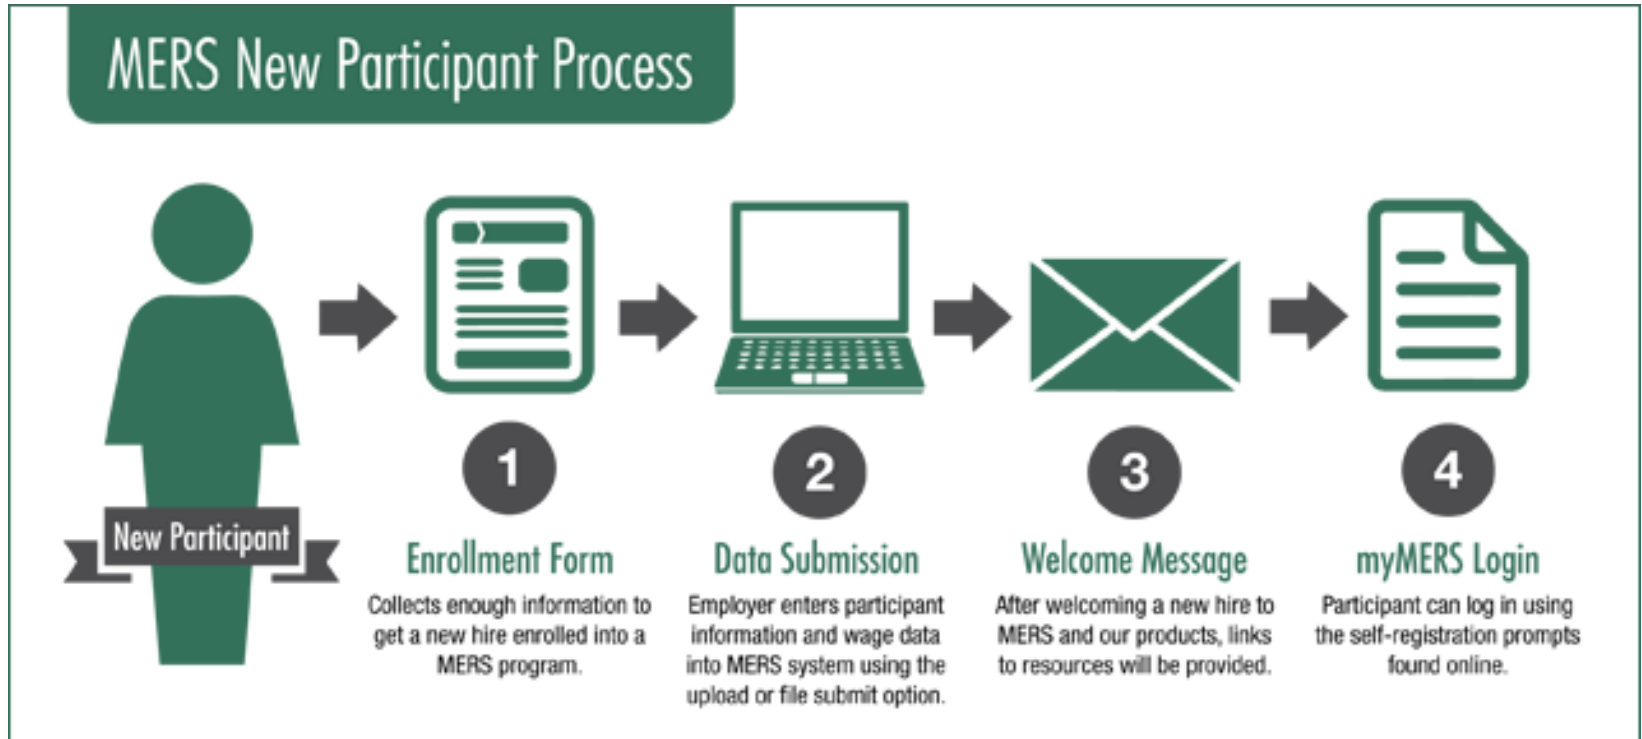 MERS New Participant Process
New Participant
1
Enrollment Form
Collects enough information to
get a new hire enrolled into a
MERS program.
2
Data Submission
Employer enters participant
information and wage data
into MERS system using the
upload or file submit option.
3
Welcome Message
After welcoming a new hire to
MERS and our products, links
to resources will be provided.
4
myMERS Login
Participant can log in using
the self-registration prompts
found online.